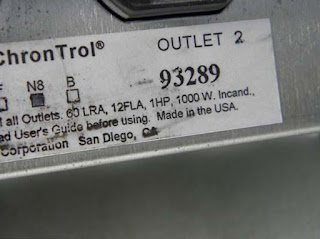 ChronTrol® OUTLET 2
F N8 B 93289
all Outlets. 60 LRA, 12FLA, 1HP, 1000 W. Incand.,
User's Guide before using. Made in the USA.
Corporation San Diego, CA